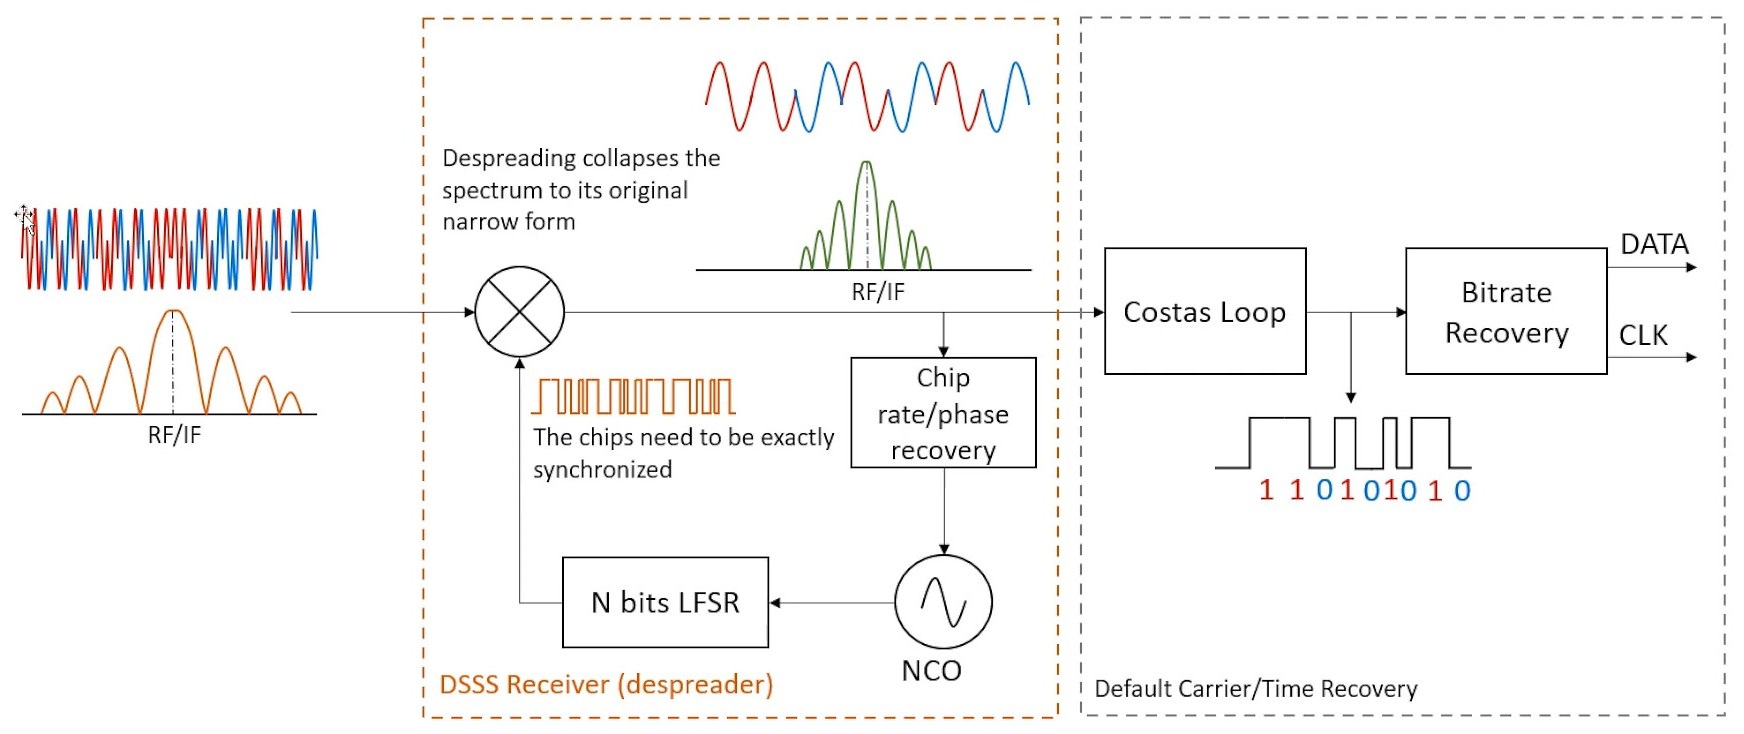 Despreading collapses the
spectrum to its original
narrow form
RF/IF
RF/IF
The chips need to be exactly
synchronized
Chip
rate/phase
recovery
N bits LFSR
NCO
DSSS Receiver (despreader)
Costas Loop
Bitrate
Recovery
DATA
CLK
1 1 0 1 0 1 0 1 0
Default Carrier/Time Recovery